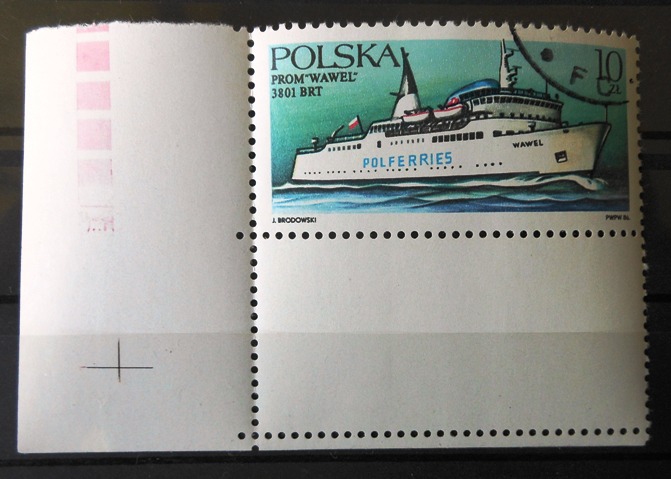 POLSKA
10 ZŁ
PROM "WAWEL"
3801 BRT
WAWEL
POLFERRIES
J. BRODOWSKI
PWPW 86.
F